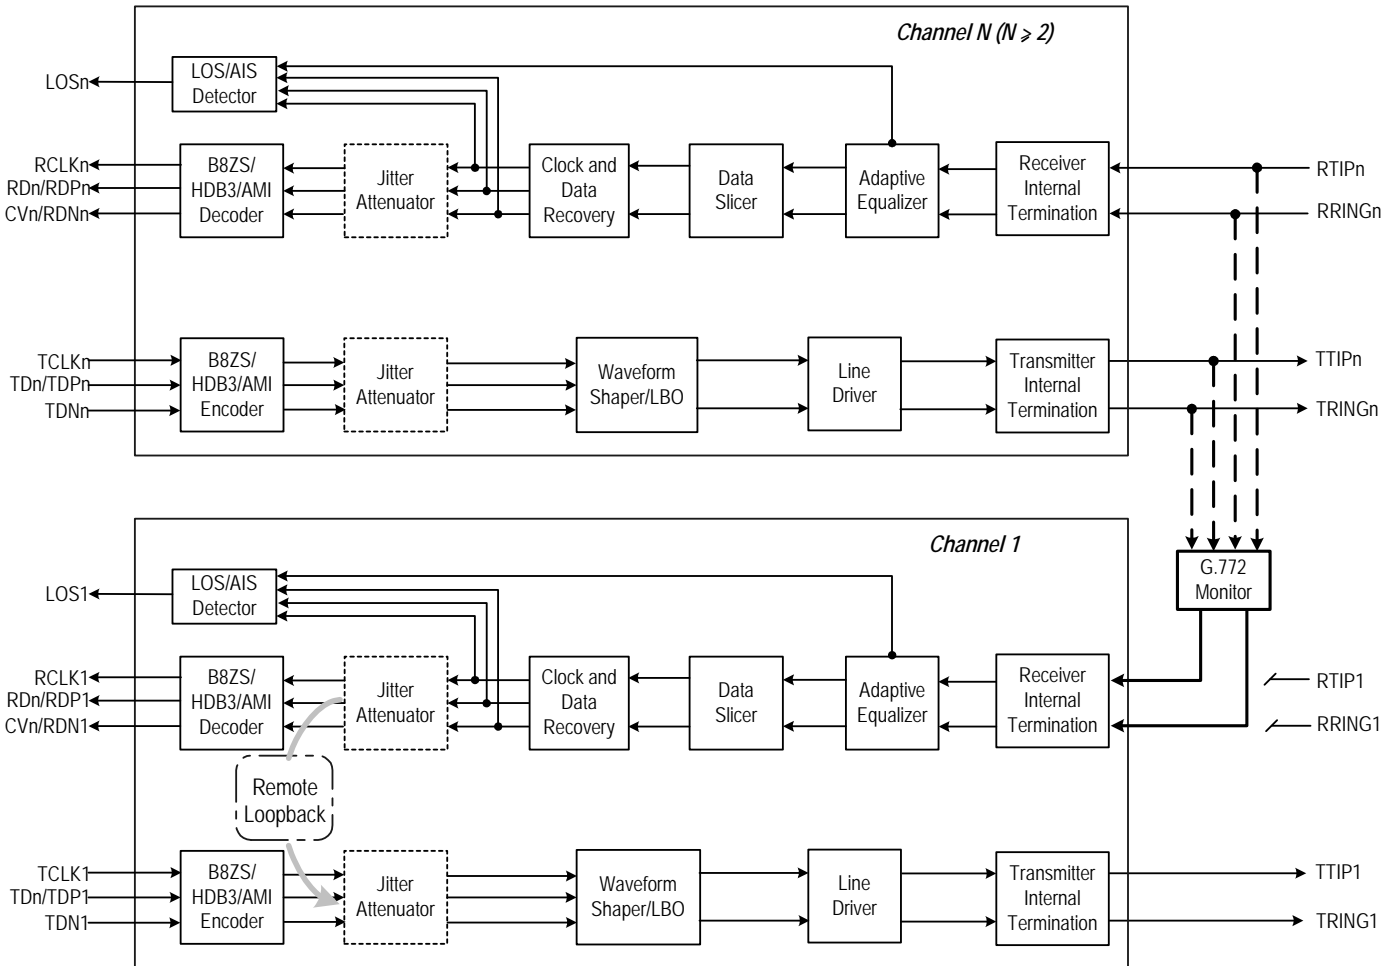 Channel N (N ⩾ 2)
LOSn
LOS/AIS
Detector
RCLKn
RDn/RDPn
CVn/RDNn
B8ZS/
HDB3/AMI
Decoder
Jitter
Attenuator
Clock and
Data
Recovery
Data
Slicer
Adaptive
Equalizer
Receiver
Internal
Termination
RTIPn
RRINGn
TCLKn
TDn/TDPn
TDNn
B8ZS/
HDB3/AMI
Encoder
Jitter
Attenuator
Waveform
Shaper/LBO
Line
Driver
Transmitter
Internal
Termination
TTIPn
TRINGn
Channel 1
G.772
Monitor
LOS1
LOS/AIS
Detector
RCLK1
RDn/RDP1
CVn/RDN1
B8ZS/
HDB3/AMI
Decoder
Jitter
Attenuator
Clock and
Data
Recovery
Data
Slicer
Adaptive
Equalizer
Receiver
Internal
Termination
RTIP1
RRING1
Remote
Loopback
TCLK1
TDn/TDP1
TDN1
B8ZS/
HDB3/AMI
Encoder
Jitter
Attenuator
Waveform
Shaper/LBO
Line
Driver
Transmitter
Internal
Termination
TTIP1
TRING1